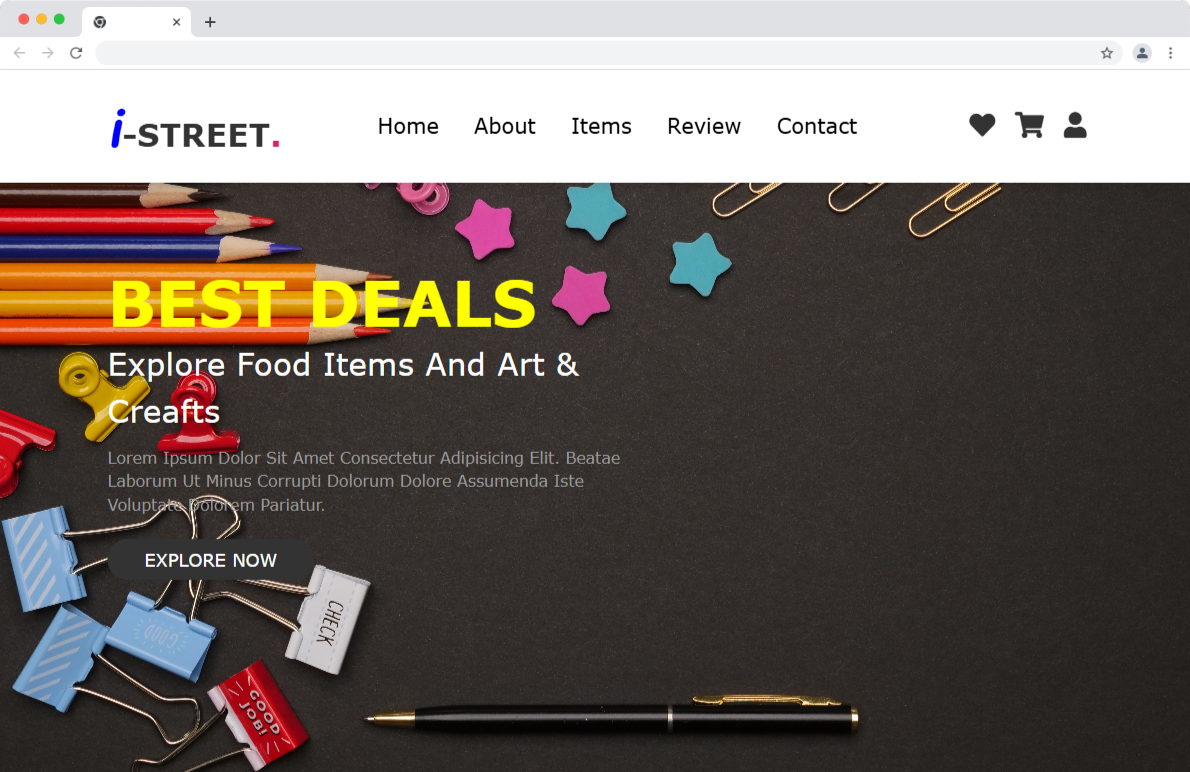 i-STREET.
Home About Items Review Contact
BEST DEALS
Explore Food Items And Art &
Creafts
Lorem Ipsum Dolor Sit Amet Consectetur Adipisicing Elit. Beatae
Laborum Ut Minus Corrupti Dolorum Dolore Assumenda Iste
Voluptate Dolorem Pariatur.
EXPLORE NOW
CHECK
GOOD
GOOD
JOB!